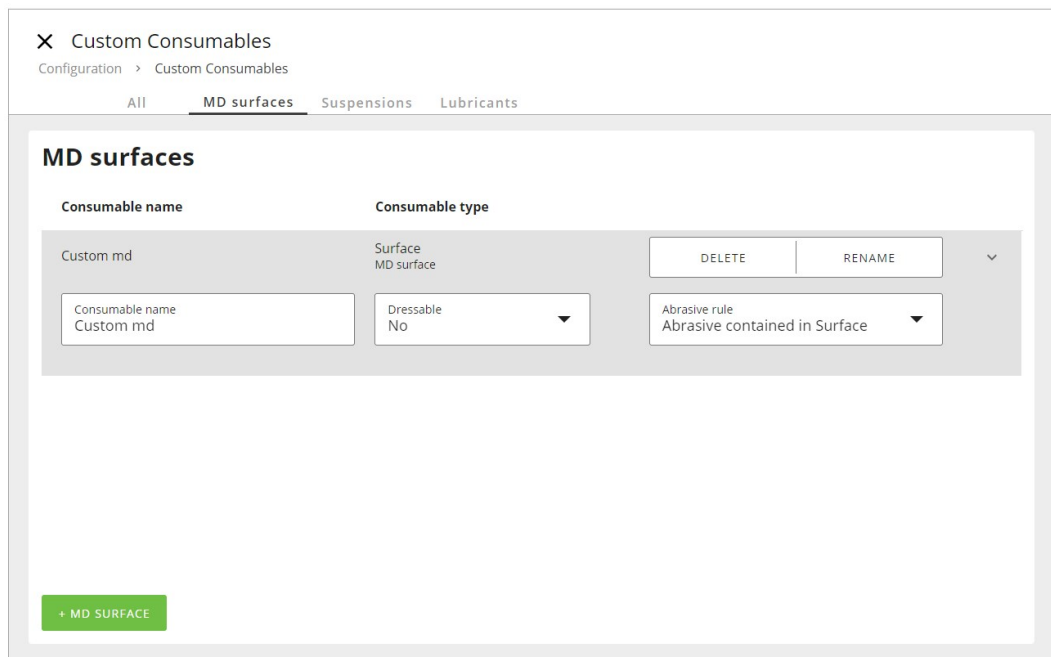 Custom Consumables
Configuration > Custom Consumables
All MD surfaces Suspensions Lubricants
MD surfaces
Consumable name Consumable type
Custom md Surface DELETE RENAME
MD surface
Consumable name Dressable Abrasive rule
Custom md No Abrasive contained in Surface
+ MD SURFACE